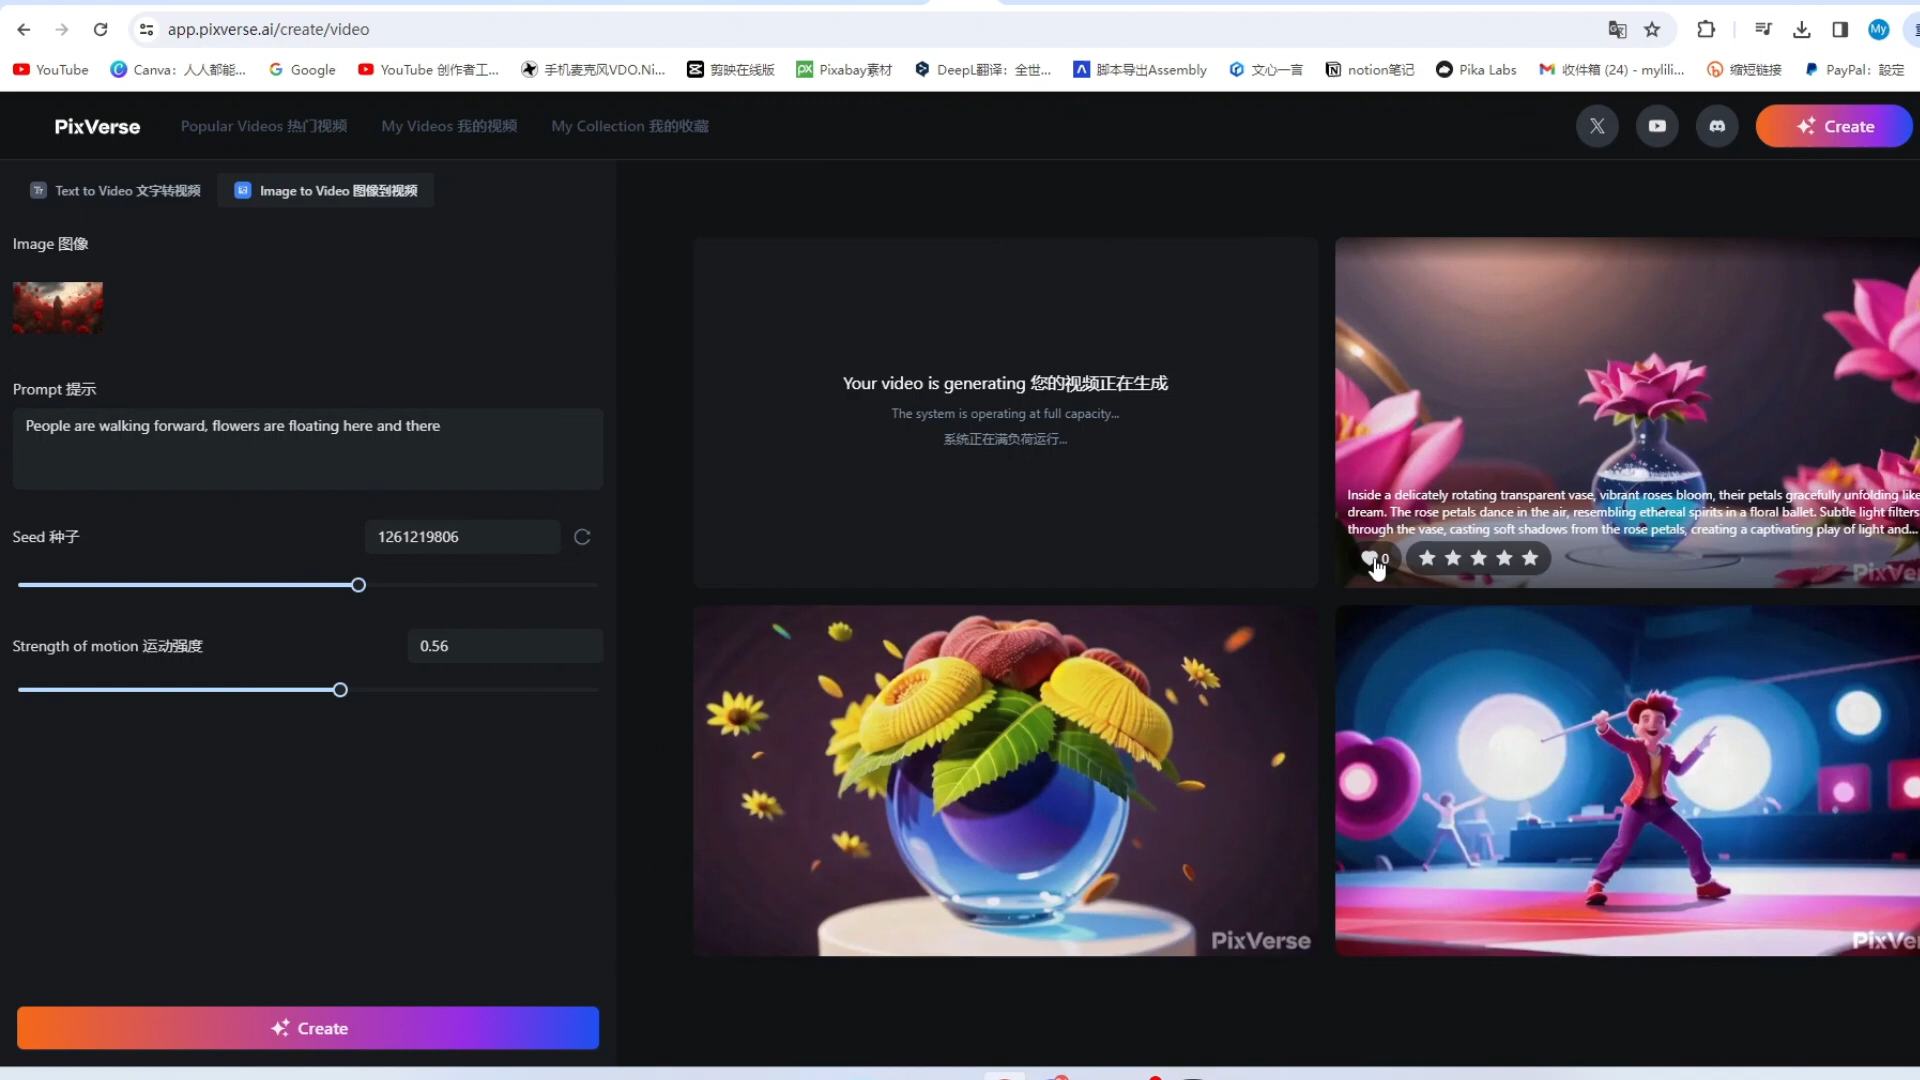 app.pixverse.ai/create/video
My
YouTube
Canva：人人都能...
Google
YouTube 创作者工...
手机麦克风VDO.Ni...
剪映在线版
Pixabay素材
DeepL翻译：全世...
脚本导出Assembly
文心一言
notion笔记
Pika Labs
收件箱 (24) - mylili...
缩短链接
PayPal：設定
PixVerse
Popular Videos 热门视频
My Videos 我的视频
My Collection 我的收藏
Create
Text to Video 文字转视频
Image to Video 图像到视频
Image 图像
Prompt 提示
People are walking forward, flowers are floating here and there
Seed 种子
1261219806
Strength of motion 运动强度
0.56
Create
Your video is generating 您的视频正在生成
The system is operating at full capacity...
系统正在满负荷运行...
Inside a delicately rotating transparent vase, vibrant roses bloom, their petals gracefully unfolding like
dream. The rose petals dance in the air, resembling ethereal spirits in a floral ballet. Subtle light filters
through the vase, casting soft shadows from the rose petals, creating a captivating play of light and...
0
PixVe
PixVerse
PixVer